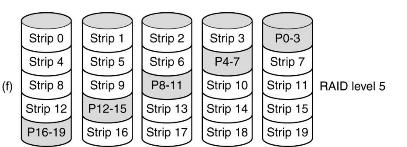 Strip 0 Strip 1 Strip 2 Strip 3 P0-3
Strip 4 Strip 5 Strip 6 P4-7 Strip 7
(f) Strip 8 Strip 9 P8-11 Strip 10 Strip 11 RAID level 5
Strip 12 P12-15 Strip 13 Strip 14 Strip 15
P16-19 Strip 16 Strip 17 Strip 18 Strip 19